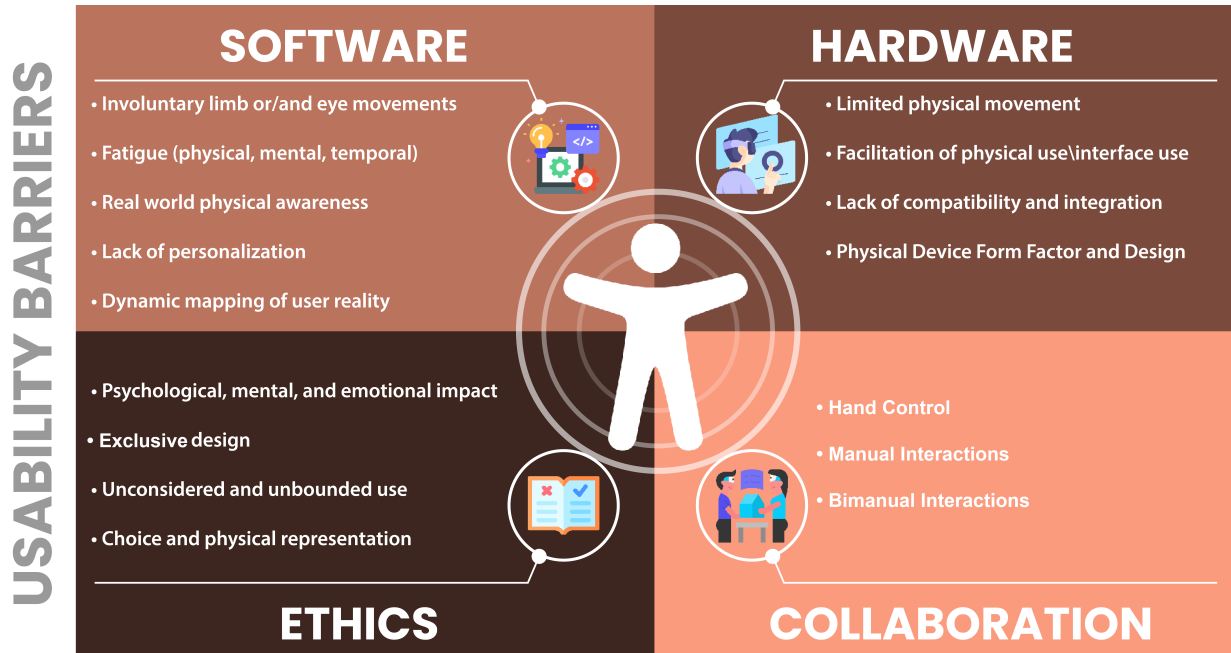 USABILITY BARRIERS
SOFTWARE
• Involuntary limb or/and eye movements
• Fatigue (physical, mental, temporal)
• Real world physical awareness
• Lack of personalization
• Dynamic mapping of user reality
</>
HARDWARE
• Limited physical movement
• Facilitation of physical use\interface use
• Lack of compatibility and integration
• Physical Device Form Factor and Design
• Psychological, mental, and emotional impact
• Exclusive design
• Unconsidered and unbounded use
• Choice and physical representation
ETHICS
• Hand Control
• Manual Interactions
• Bimanual Interactions
COLLABORATION